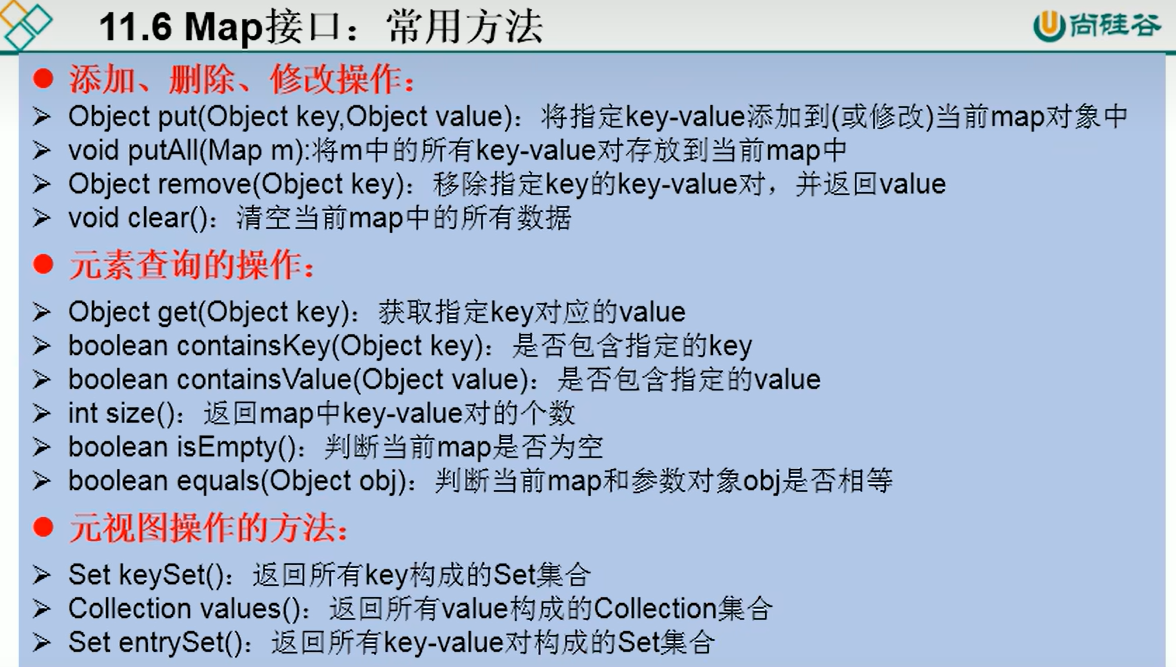 11.6 Map接口：常用方法
尚硅谷
● 添加、删除、修改操作：
➢ Object put(Object key,Object value)：将指定key-value添加到(或修改)当前map对象中
➢ void putAll(Map m):将m中的所有key-value对存放到当前map中
➢ Object remove(Object key)：移除指定key的key-value对，并返回value
➢ void clear()：清空当前map中的所有数据
● 元素查询的操作：
➢ Object get(Object key)：获取指定key对应的value
➢ boolean containsKey(Object key)：是否包含指定的key
➢ boolean containsValue(Object value)：是否包含指定的value
➢ int size()：返回map中key-value对的个数
➢ boolean isEmpty()：判断当前map是否为空
➢ boolean equals(Object obj)：判断当前map和参数对象obj是否相等
● 元视图操作的方法：
➢ Set keySet()：返回所有key构成的Set集合
➢ Collection values()：返回所有value构成的Collection集合
➢ Set entrySet()：返回所有key-value对构成的Set集合